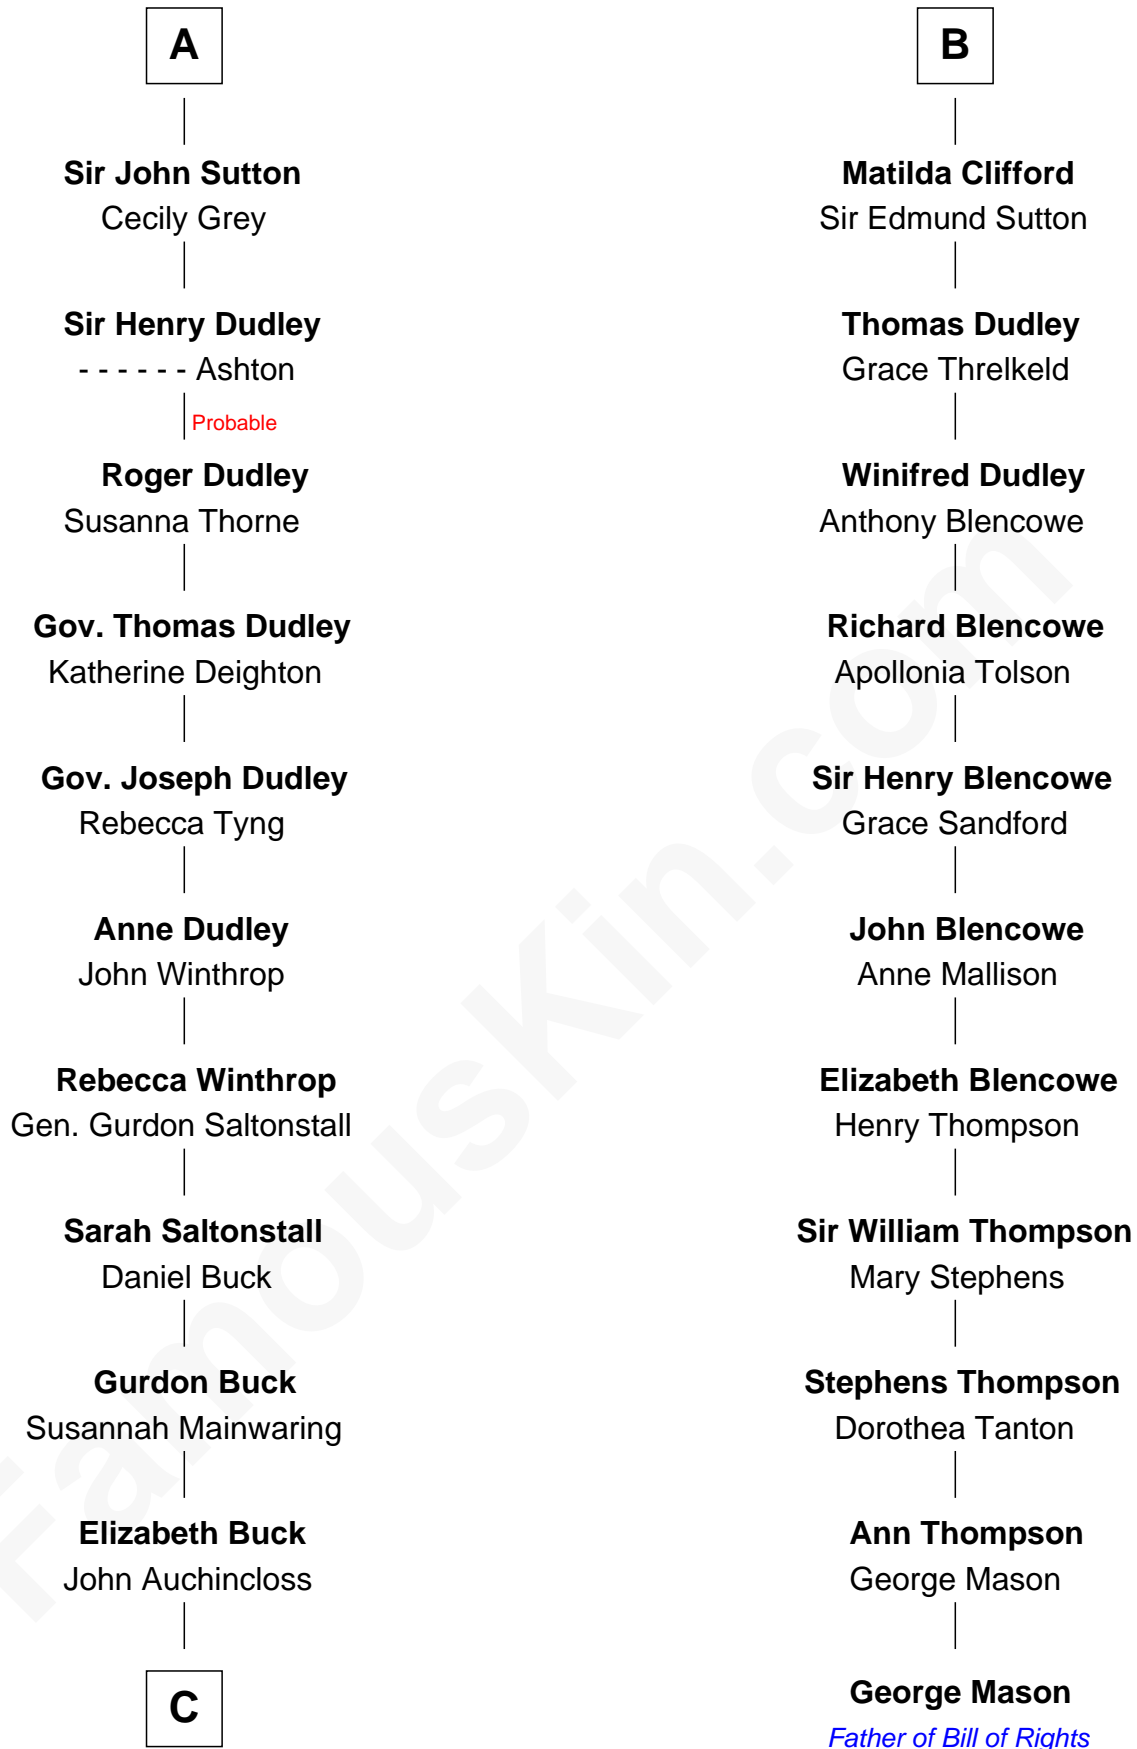 A
Sir John Sutton
Cecily Grey
Sir Henry Dudley
- - - - - - Ashton
Probable
Roger Dudley
Susanna Thorne
Gov. Thomas Dudley
Katherine Deighton
Gov. Joseph Dudley
Rebecca Tyng
Anne Dudley
John Winthrop
Rebecca Winthrop
Gen. Gurdon Saltonstall
Sarah Saltonstall
Daniel Buck
Gurdon Buck
Susannah Mainwaring
Elizabeth Buck
John Auchincloss
C
B
Matilda Clifford
Sir Edmund Sutton
Thomas Dudley
Grace Threlkeld
Winifred Dudley
Anthony Blencowe
Richard Blencowe
Apollonia Tolson
Sir Henry Blencowe
Grace Sandford
John Blencowe
Anne Mallison
Elizabeth Blencowe
Henry Thompson
Sir William Thompson
Mary Stephens
Stephens Thompson
Dorothea Tanton
Ann Thompson
George Mason
George Mason
Father of Bill of Rights
FamousKin.com